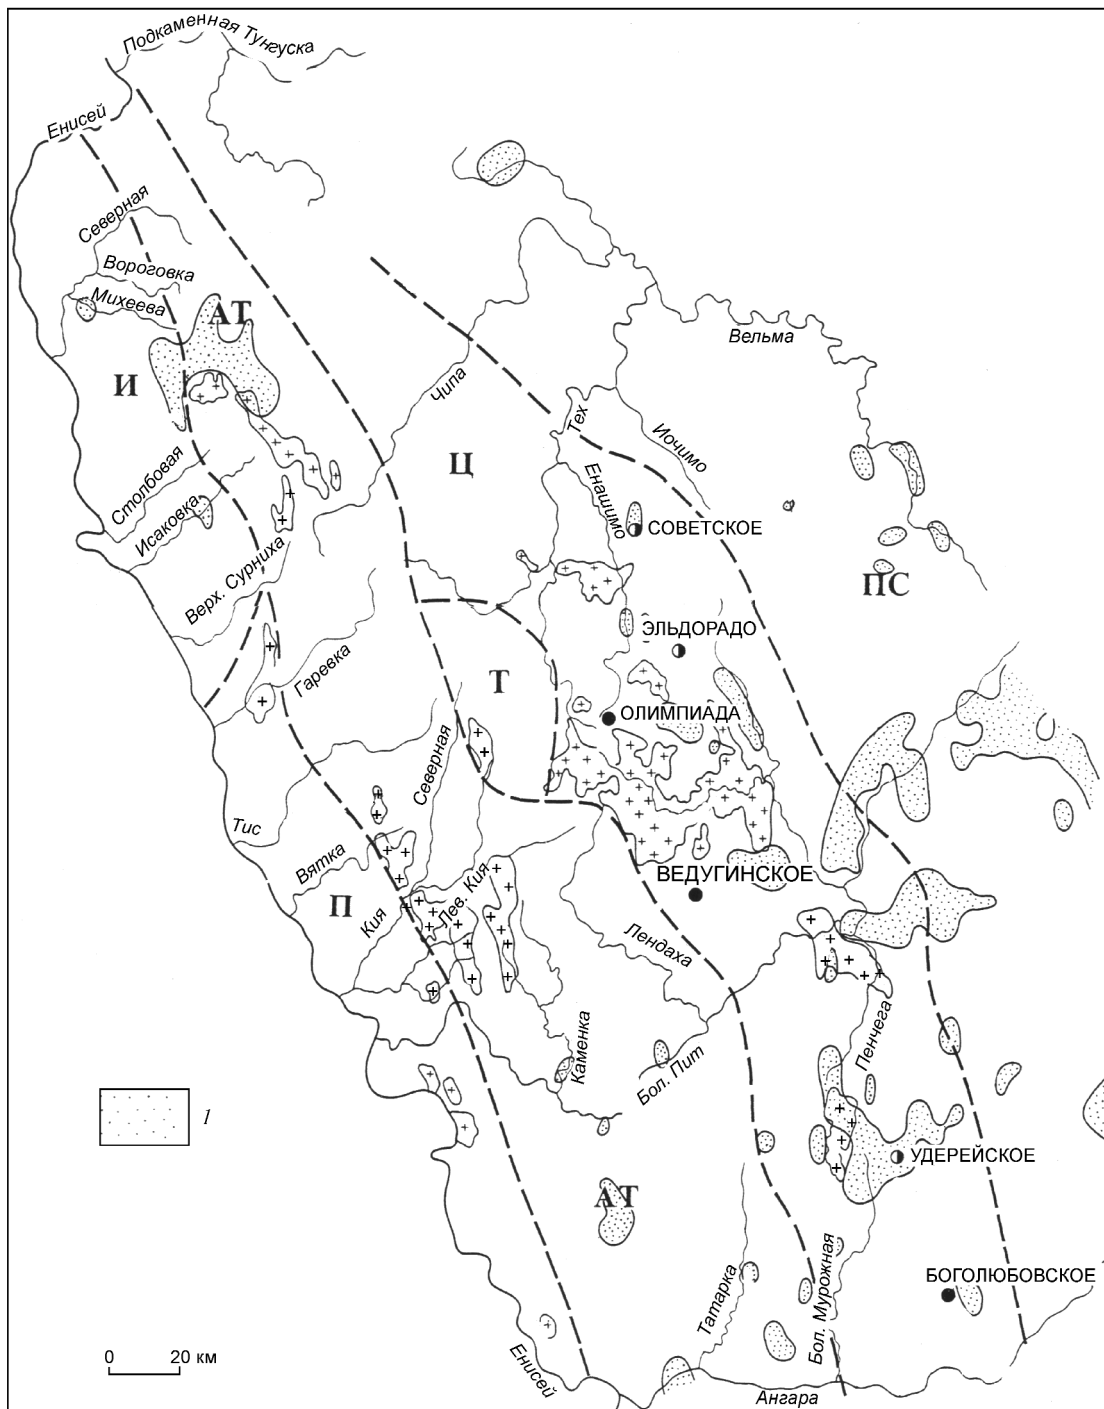 Подкаменная Тунгуска
Енисей
Северная
Вороговка
Михеева
АТ
Вельма
И
Чипа
Тех
Иочимо
Ц
Столбовая
Исаковка
Енашимо
СОВЕТСКОЕ
Верх. Сурниха
ПС
ЭЛЬДОРАДО
Гаревка
Т
ОЛИМПИАДА
Северная
Тис
Вятка
ВЕДУГИНСКОЕ
П
Кия
Лев. Кия
Лендаха
Каменка
Бол. Пит
Пенчега
1
УДЕРЕЙСКОЕ
АТ
Татарка
Бол. Мурожная
БОГОЛЮБОВСКОЕ
0 20 км
Енисей
Ангара